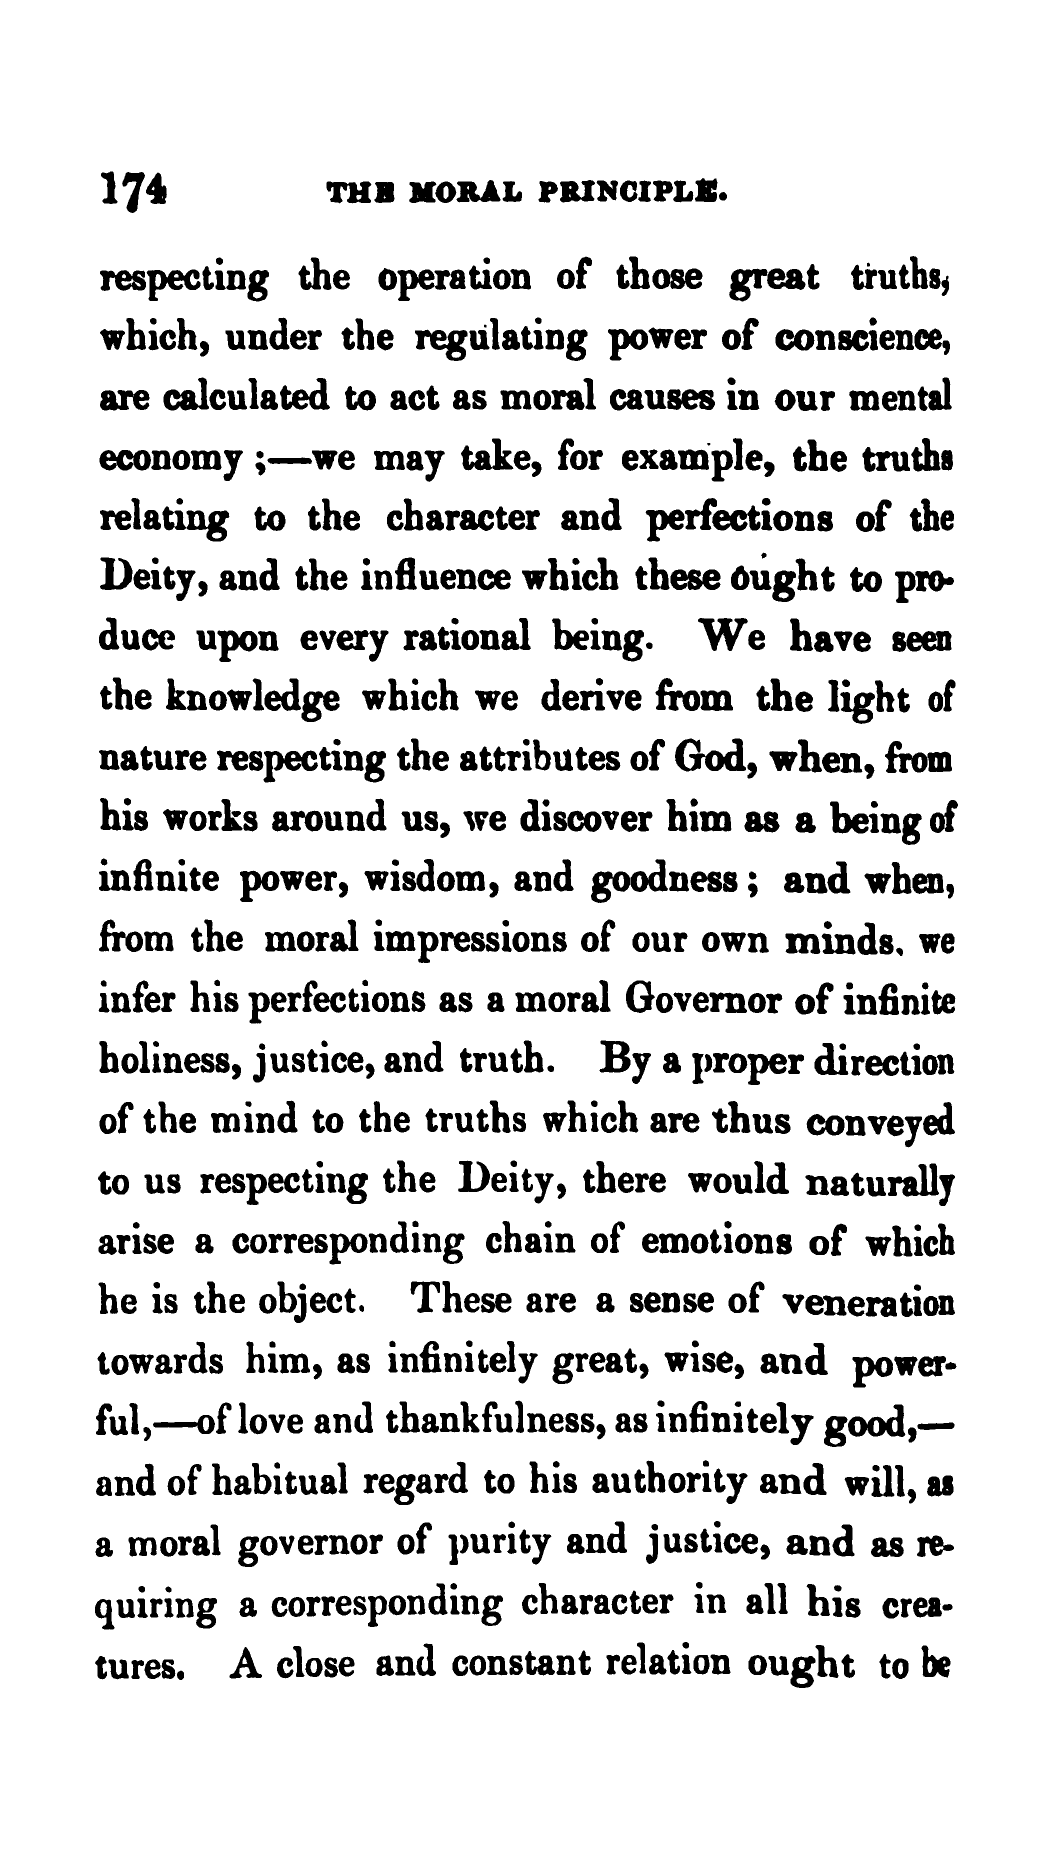 174 THE MORAL PRINCIPLE.
respecting the operation of those great truths,
which, under the regulating power of conscience,
are calculated to act as moral causes in our mental
economy ;—we may take, for example, the truths
relating to the character and perfections of the
Deity, and the influence which these ought to pro-
duce upon every rational being. We have seen
the knowledge which we derive from the light of
nature respecting the attributes of God, when, from
his works around us, we discover him as a being of
infinite power, wisdom, and goodness ; and when,
from the moral impressions of our own minds, we
infer his perfections as a moral Governor of infinite
holiness, justice, and truth. By a proper direction
of the mind to the truths which are thus conveyed
to us respecting the Deity, there would naturally
arise a corresponding chain of emotions of which
he is the object. These are a sense of veneration
towards him, as infinitely great, wise, and power-
ful,—of love and thankfulness, as infinitely good,—
and of habitual regard to his authority and will, as
a moral governor of purity and justice, and as re-
quiring a corresponding character in all his crea-
tures. A close and constant relation ought to be